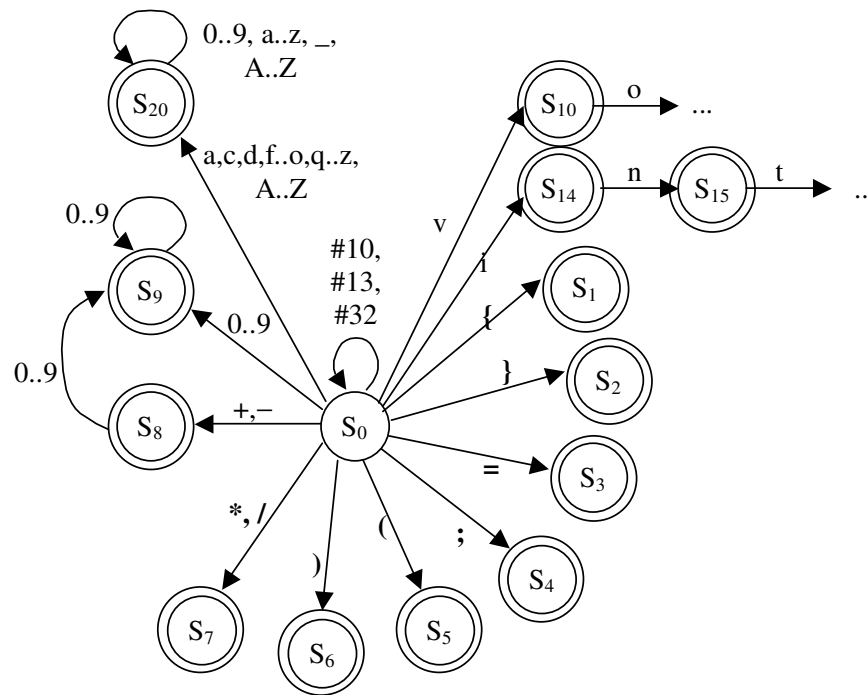 0..9, a..z, _,
A..Z
S20
S10
o
...
a,c,d,f..o,q..z,
A..Z
S14
n
S15
t
..
v
0..9
#10,
#13,
#32
i
S9
S1
{
0..9
}
S2
0..9
S8
+,−
S0
=
S3
*, /
)
(
;
S4
S7
S6
S5